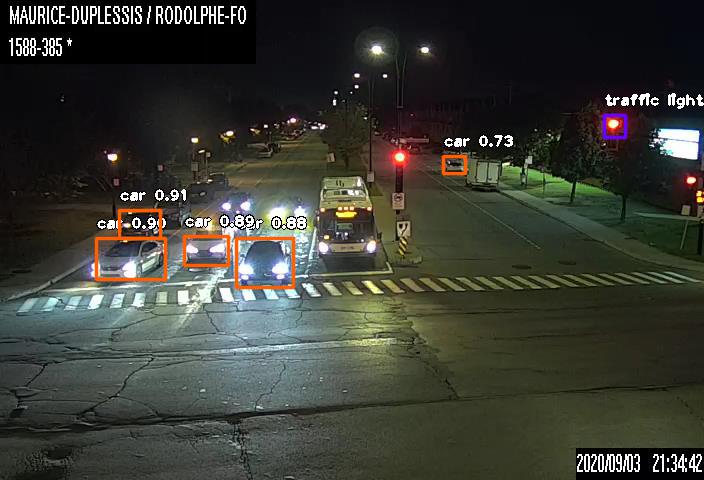 MAURICE-DUPLESSIS / RODOLPHE-FO
1588-385 *
traffic light
car 0.73
car 0.91
car 0.90
car 0.89
car 0.88
2020/09/03 21:34:42